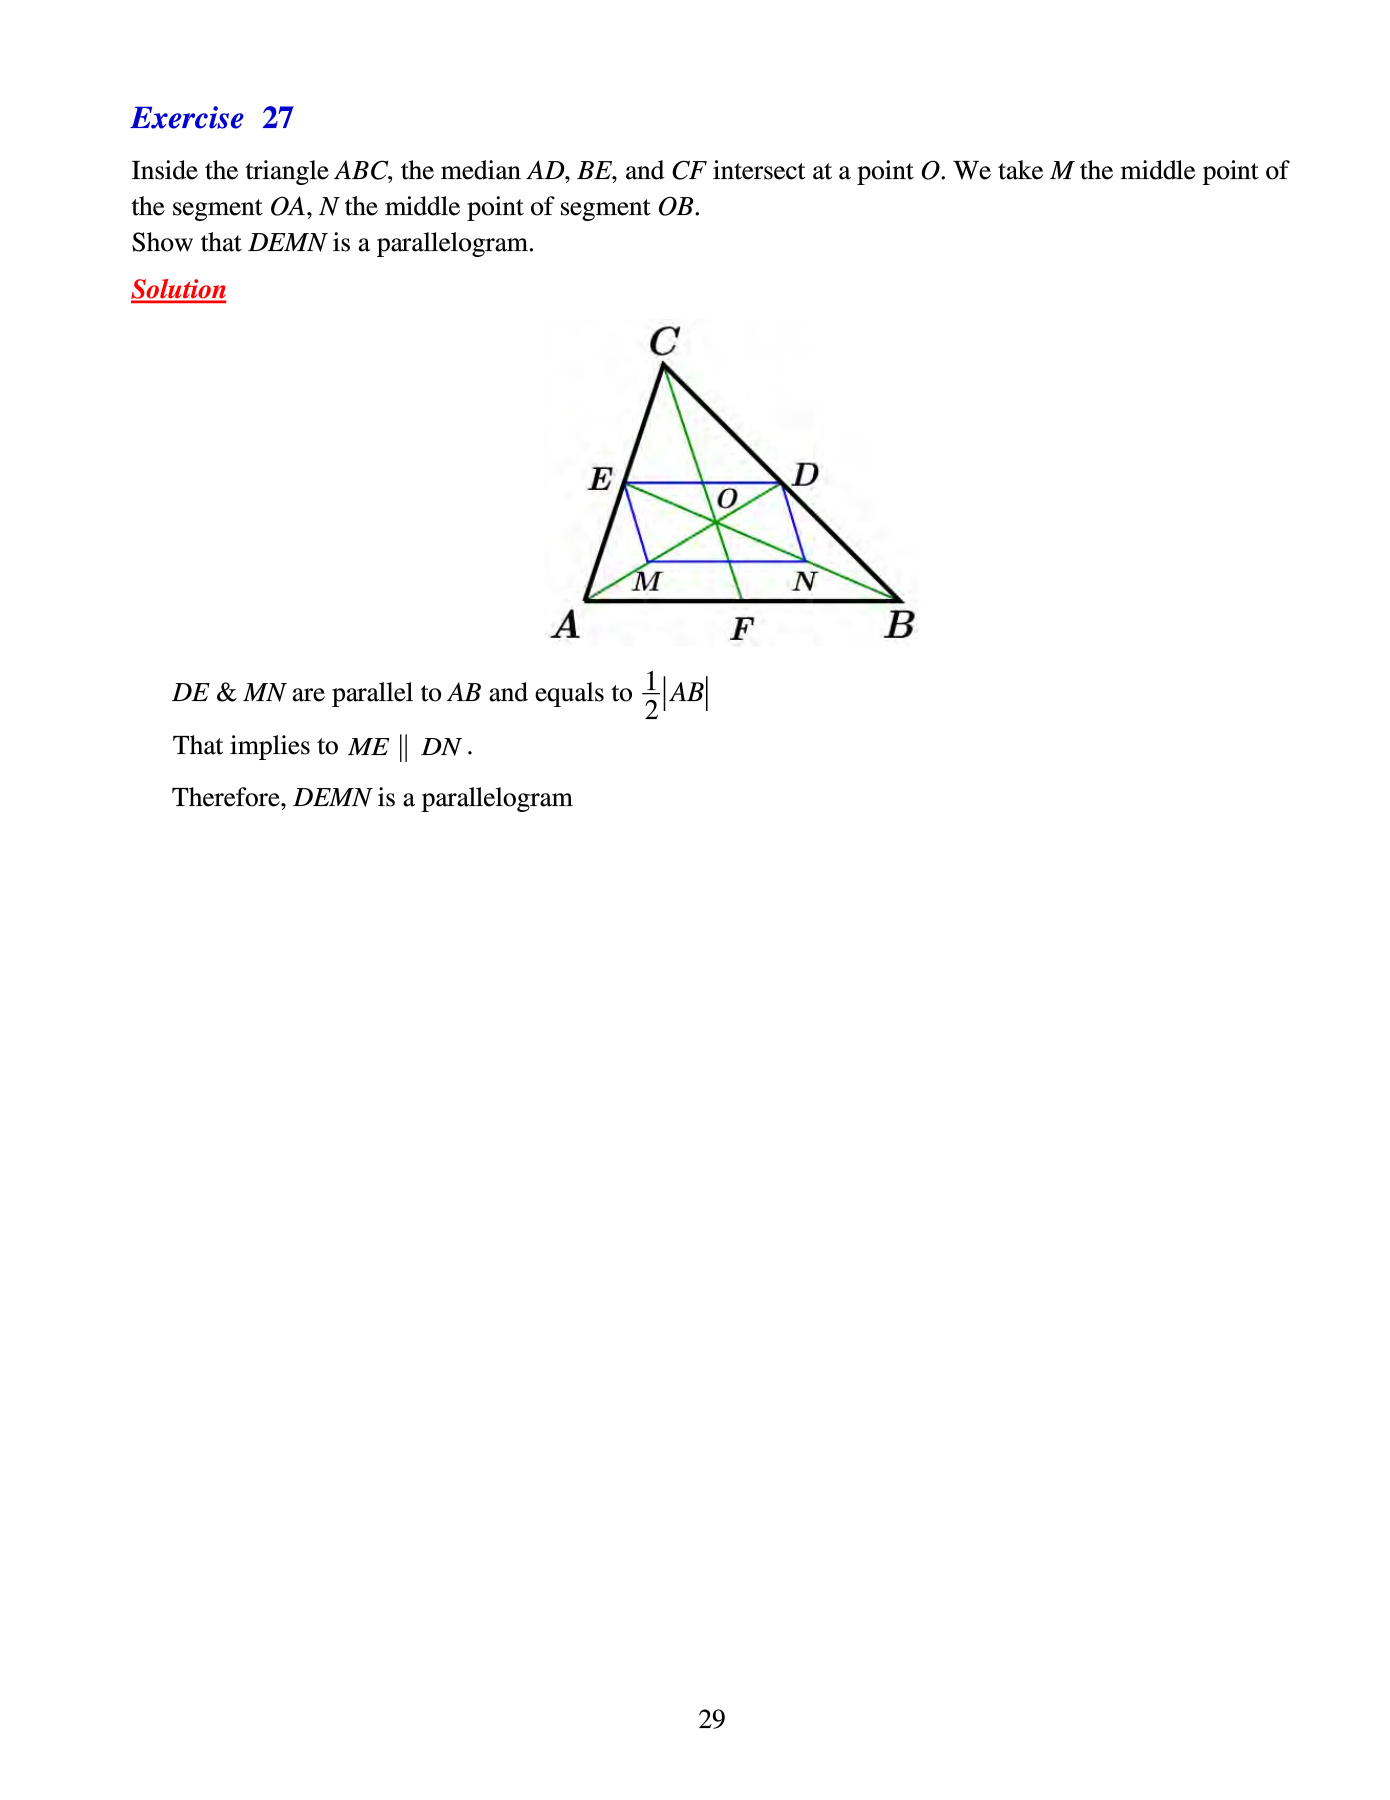 Exercise 27
Inside the triangle ABC, the median AD, BE, and CF intersect at a point O. We take M the middle point of
the segment OA, N the middle point of segment OB.
Show that DEMN is a parallelogram.
Solution
C
E
D
O
M
N
A
F
B
DE & MN are parallel to AB and equals to 1/2|AB|
That implies to ME || DN .
Therefore, DEMN is a parallelogram
29